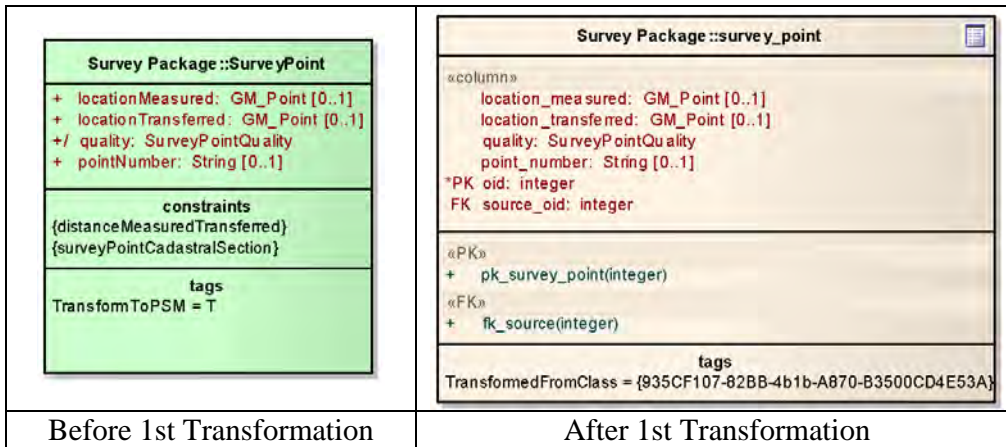 Survey Package::SurveyPoint
+ locationMeasured: GM_Point [0..1]
+ locationTransferred: GM_Point [0..1]
+/ quality: SurveyPointQuality
+ pointNumber: String [0..1]
constraints
{distanceMeasuredTransferred}
{surveyPointCadastralSection}
tags
TransformToPSM = T
Before 1st Transformation
Survey Package::survey_point
«column»
location_measured: GM_Point [0..1]
location_transferred: GM_Point [0..1]
quality: SurveyPointQuality
point_number: String [0..1]
*PK oid: integer
FK source_oid: integer
«PK»
+ pk_survey_point(integer)
«FK»
+ fk_source(integer)
tags
TransformedFromClass = {935CF107-82BB-4b1b-A870-B3500CD4E53A}
After 1st Transformation